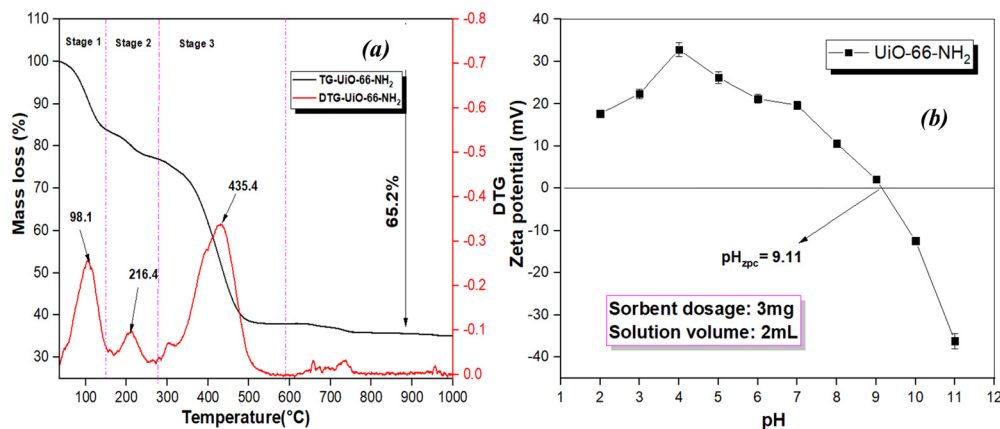 110
100
90
80
70
60
50
40
30
Mass loss (%)
Stage 1
Stage 2
Stage 3
(a)
TG-UiO-66-NH₂
DTG-UiO-66-NH₂
98.1
216.4
435.4
65.2%
-0.8
-0.7
-0.6
-0.5
-0.4
-0.3
-0.2
-0.1
0.0
DTG
100 200 300 400 500 600 700 800 900 1000
Temperature(°C)
40
30
20
10
0
-10
-20
-30
-40
Zeta potential (mV)
UiO-66-NH₂
(b)
pHzpc= 9.11
Sorbent dosage: 3mg
Solution volume: 2mL
1 2 3 4 5 6 7 8 9 10 11 12
pH